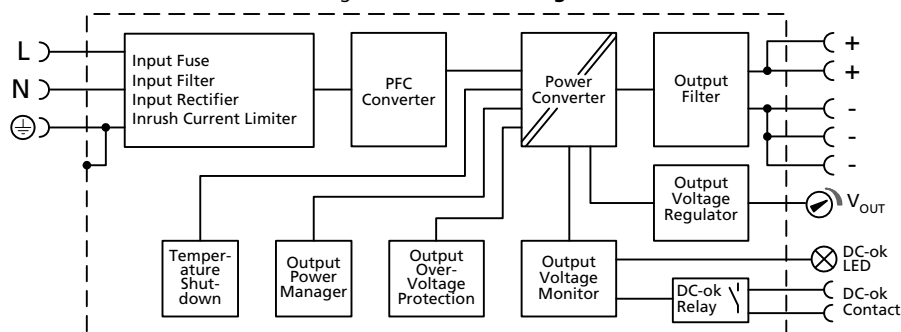 L
N
Input Fuse
Input Filter
Input Rectifier
Inrush Current Limiter
PFC
Converter
Power
Converter
Output
Filter
+
+
-
-
-
Output
Voltage
Regulator
VOUT
Temper-
ature
Shut-
down
Output
Power
Manager
Output
Over-
Voltage
Protection
Output
Voltage
Monitor
DC-ok
LED
DC-ok
Relay
DC-ok
Contact